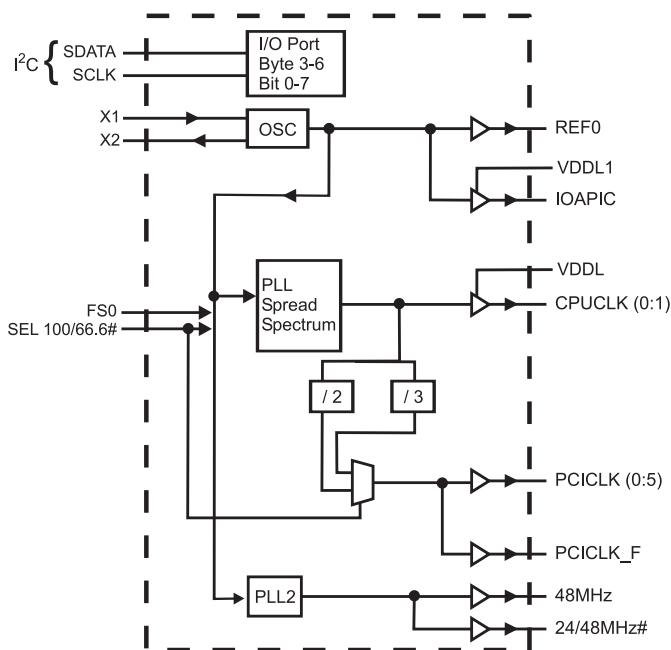 I²C { SDATA
SCLK
I/O Port
Byte 3-6
Bit 0-7
X1
X2
OSC
REF0
VDDL1
IOAPIC
PLL
Spread
Spectrum
VDDL
CPUCLK (0:1)
FS0
SEL 100/66.6#
/ 2
/ 3
PCICLK (0:5)
PCICLK_F
PLL2
48MHz
24/48MHz#